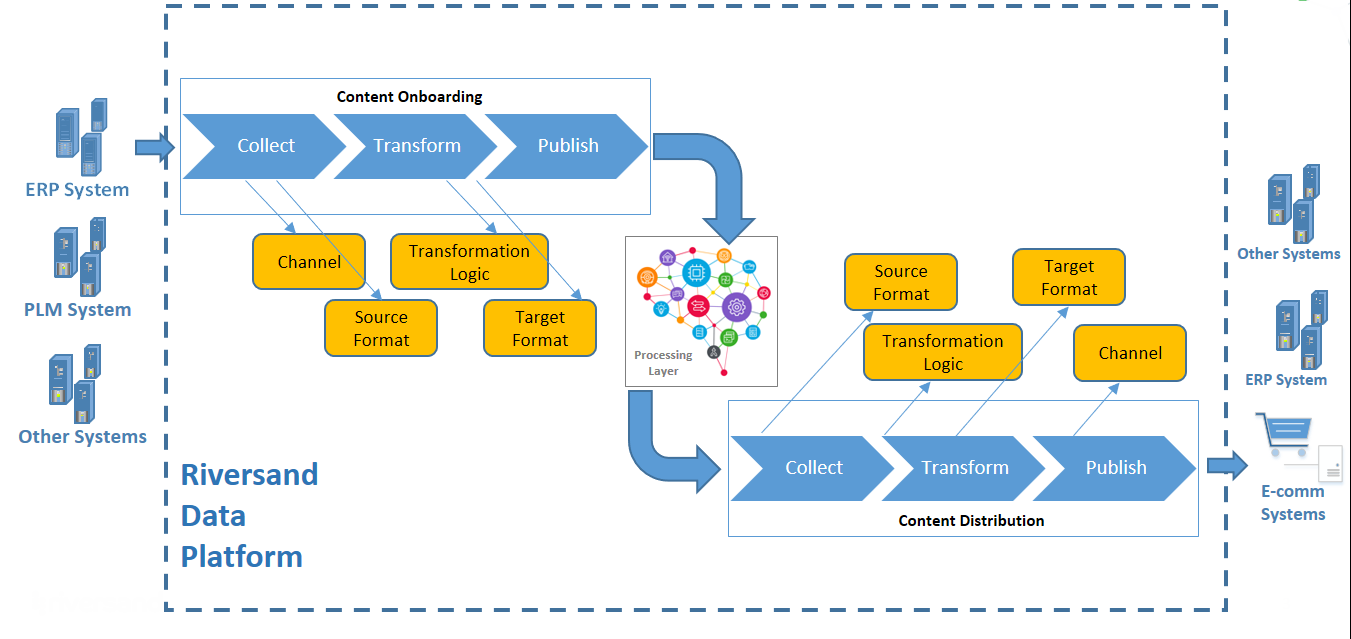 Content Onboarding
Collect
Transform
Publish
ERP System
PLM System
Other Systems
Channel
Transformation
Logic
Source
Format
Target
Format
Processing
Layer
Source
Format
Target
Format
Transformation
Logic
Channel
Collect
Transform
Publish
Content Distribution
Other Systems
ERP System
E-comm
Systems
Riversand
Data
Platform